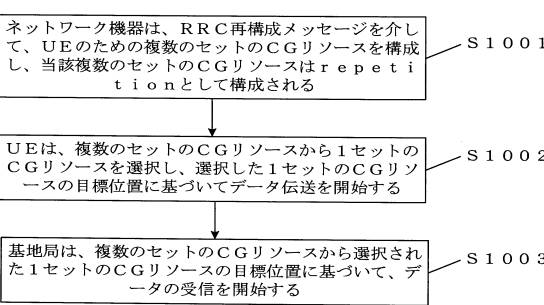 ネットワーク機器は、RRC再構成メッセージを介し
て、UEのための複数のセットのCGリソースを構成
し、当該複数のセットのCGリソースはrepeti
tionとして構成される
S1001
UEは、複数のセットのCGリソースから1セットの
CGリソースを選択し、選択した1セットのCGリソ
ースの目標位置に基づいてデータ伝送を開始する
S1002
基地局は、複数のセットのCGリソースから選択され
た1セットのCGリソースの目標位置に基づいて、デー
タの受信を開始する
S1003